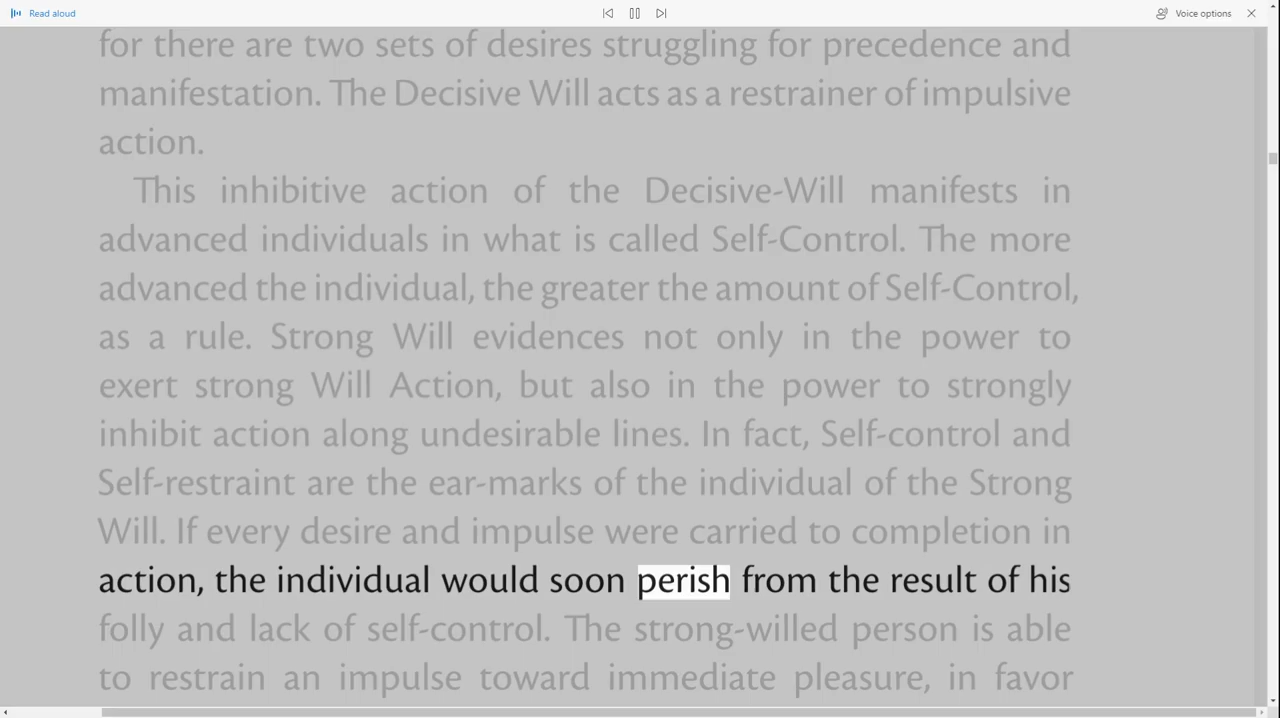 Read aloud
Voice options
for there are two sets of desires struggling for precedence and
manifestation. The Decisive Will acts as a restrainer of impulsive
action.
This inhibitive action of the Decisive-Will manifests in
advanced individuals in what is called Self-Control. The more
advanced the individual, the greater the amount of Self-Control,
as a rule. Strong Will evidences not only in the power to
exert strong Will Action, but also in the power to strongly
inhibit action along undesirable lines. In fact, Self-control and
Self-restraint are the ear-marks of the individual of the Strong
Will. If every desire and impulse were carried to completion in
action, the individual would soon perish from the result of his
folly and lack of self-control. The strong-willed person is able
to restrain an impulse toward immediate pleasure, in favor